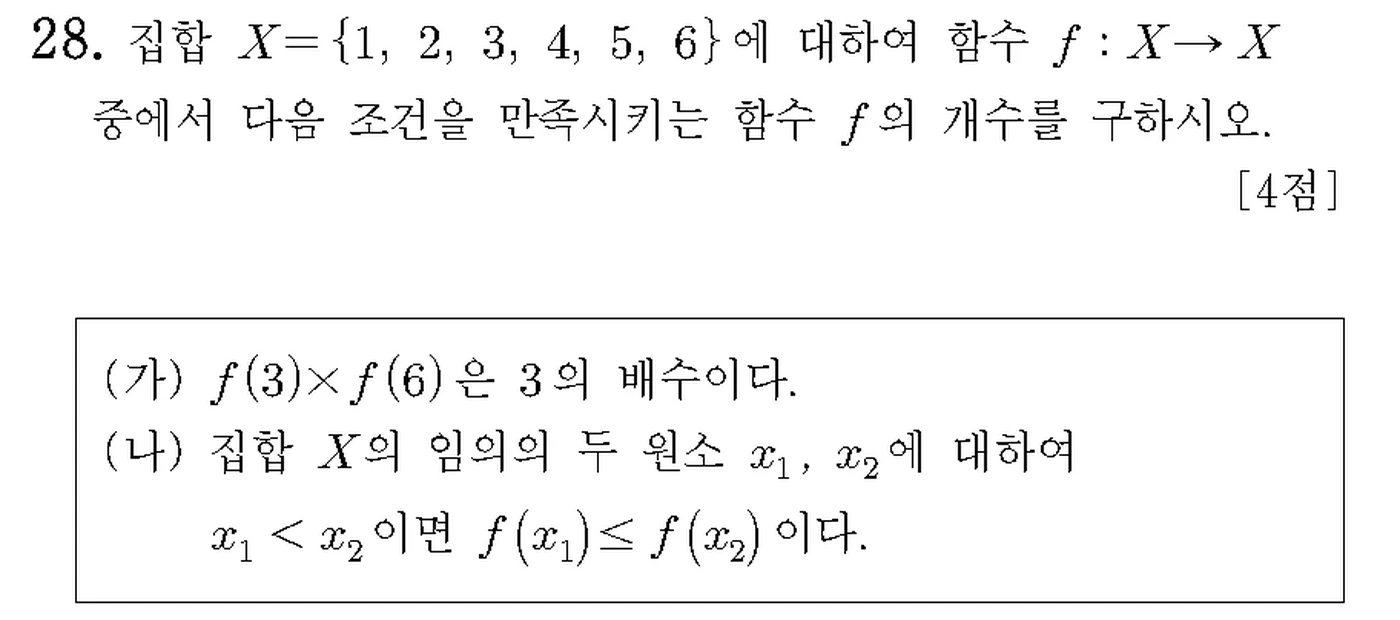 28. 집합 X={1, 2, 3, 4, 5, 6}에 대하여 함수 f : X→X
중에서 다음 조건을 만족시키는 함수 f의 개수를 구하시오.
[4점]
(가) f(3)×f(6)은 3의 배수이다.
(나) 집합 X의 임의의 두 원소 x₁, x₂에 대하여
x₁ < x₂이면 f(x₁)≤f(x₂)이다.